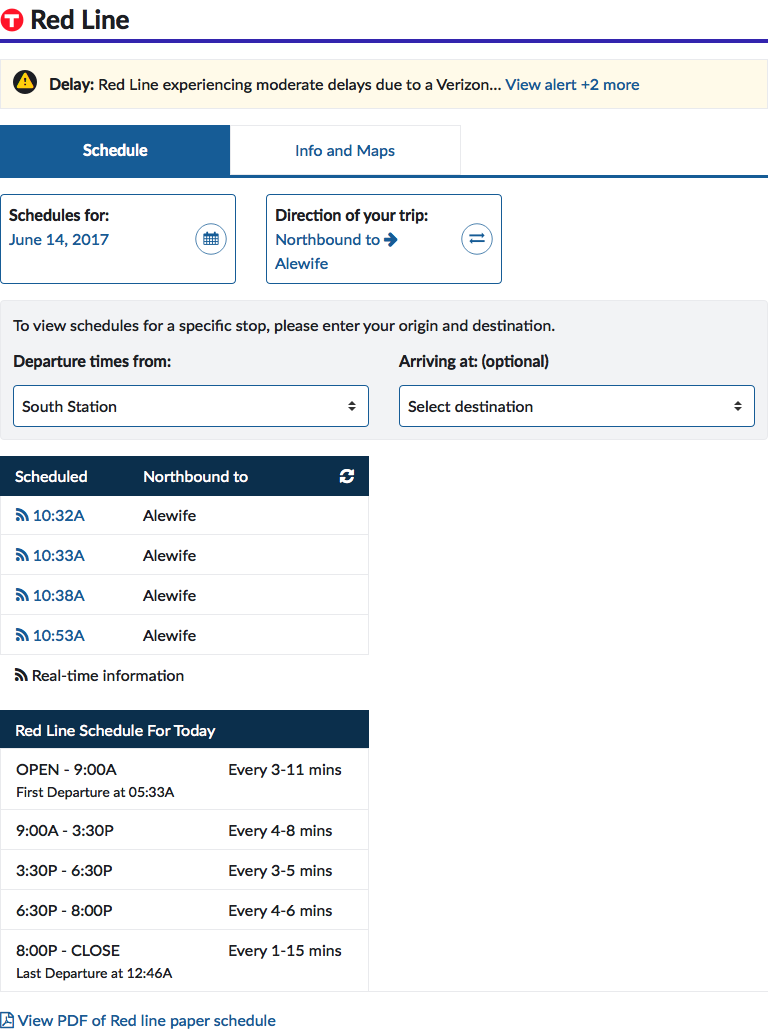 T Red Line
Delay: Red Line experiencing moderate delays due to a Verizon... View alert +2 more
Schedule
Info and Maps
Schedules for:
June 14, 2017
Direction of your trip:
Northbound to
Alewife
To view schedules for a specific stop, please enter your origin and destination.
Departure times from:
Arriving at: (optional)
South Station
Select destination
Scheduled Northbound to
10:32A Alewife
10:33A Alewife
10:38A Alewife
10:53A Alewife
Real-time information
Red Line Schedule For Today
OPEN - 9:00A Every 3-11 mins
First Departure at 05:33A
9:00A - 3:30P Every 4-8 mins
3:30P - 6:30P Every 3-5 mins
6:30P - 8:00P Every 4-6 mins
8:00P - CLOSE Every 1-15 mins
Last Departure at 12:46A
View PDF of Red line paper schedule